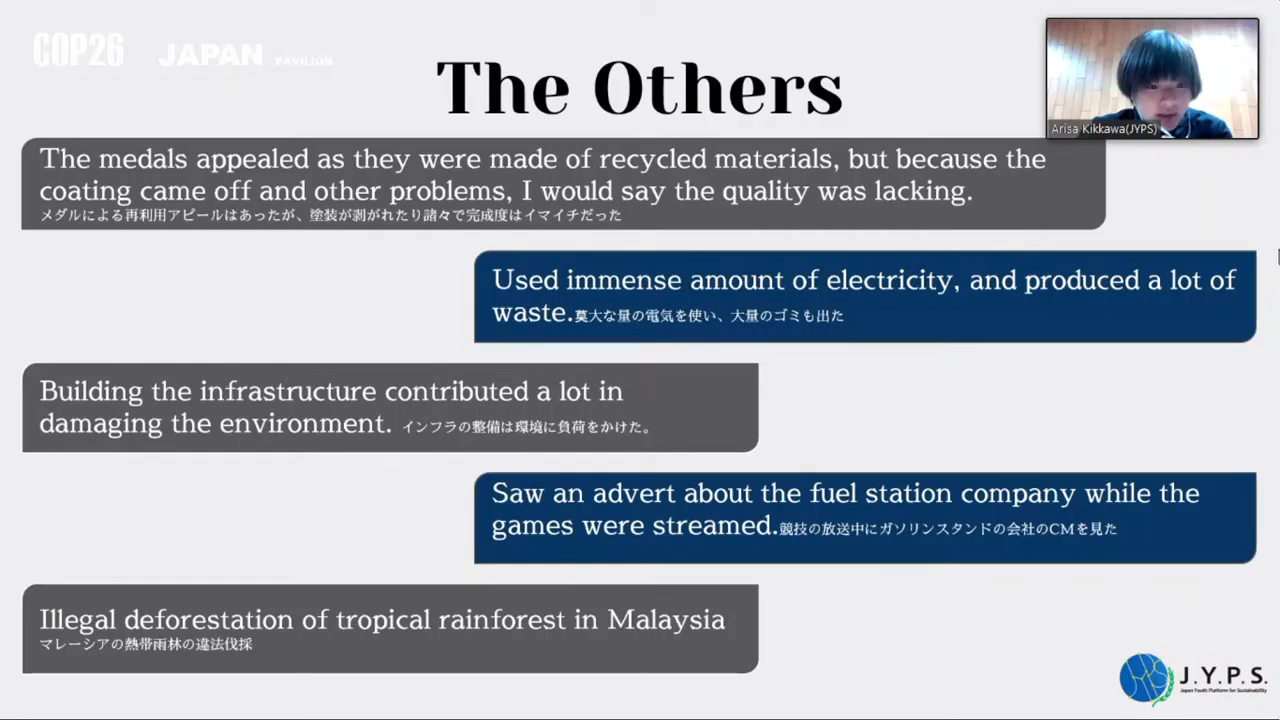 COP26 JAPAN PAVILION
The Others
Arisa Kikkawa(JYPS)
The medals appealed as they were made of recycled materials, but because the
coating came off and other problems, I would say the quality was lacking.
メダルによる再利用アピールはあったが、塗装が剥がれたり諸々で完成度はイマイチだった
Used immense amount of electricity, and produced a lot of
waste.莫大な量の電気を使い、大量のゴミも出た
Building the infrastructure contributed a lot in
damaging the environment. インフラの整備は環境に負荷をかけた。
Saw an advert about the fuel station company while the
games were streamed.競技の放送中にガソリンスタンドの会社のCMを見た
Illegal deforestation of tropical rainforest in Malaysia
マレーシアの熱帯雨林の違法伐採
J.Y.P.S.
Japan Youth Platform for Sustainability